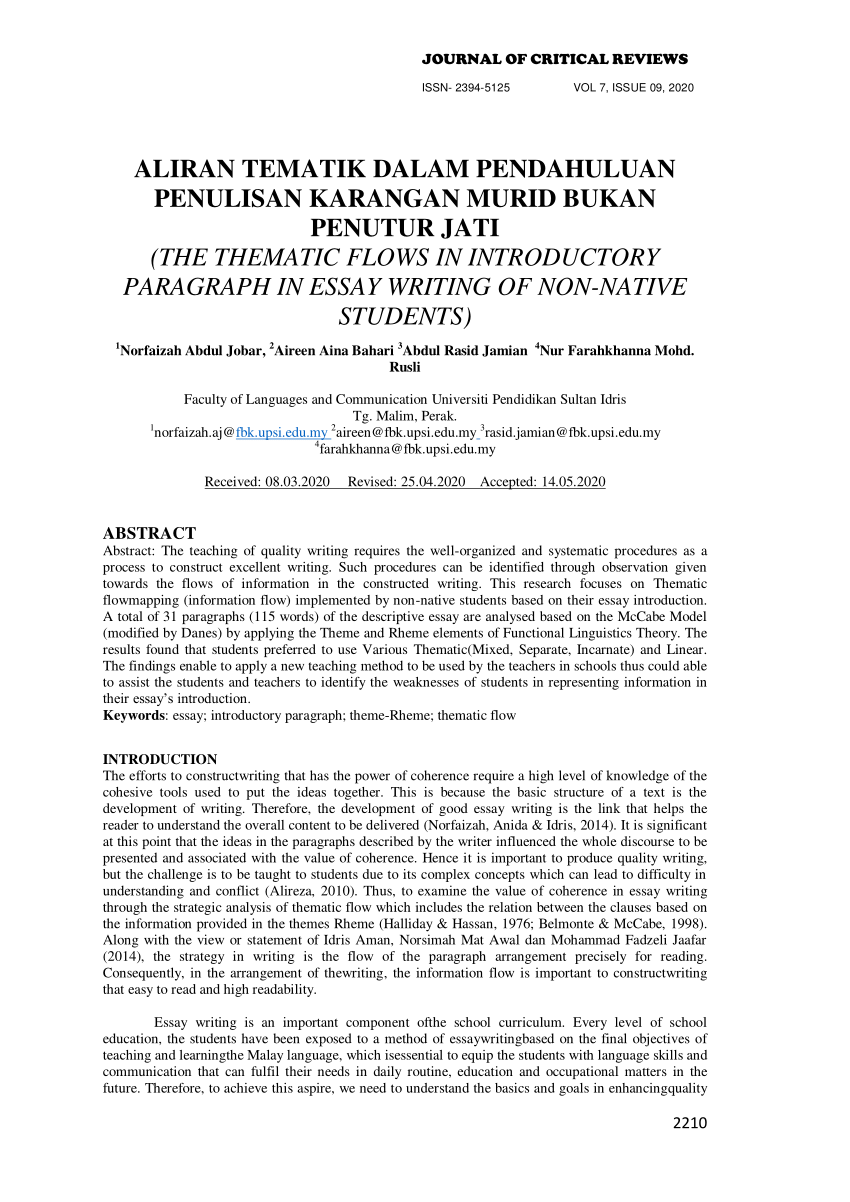 JOURNAL OF CRITICAL REVIEWS
ISSN- 2394-5125 VOL 7, ISSUE 09, 2020
ALIRAN TEMATIK DALAM PENDAHULUAN
PENULISAN KARANGAN MURID BUKAN
PENUTUR JATI
(THE THEMATIC FLOWS IN INTRODUCTORY
PARAGRAPH IN ESSAY WRITING OF NON-NATIVE
STUDENTS)
1Norfaizah Abdul Jobar, 2Aireen Aina Bahari 3Abdul Rasid Jamian 4Nur Farahkhanna Mohd.
Rusli
Faculty of Languages and Communication Universiti Pendidikan Sultan Idris
Tg. Malim, Perak.
1norfaizah.aj@fbk.upsi.edu.my 2aireen@fbk.upsi.edu.my 3rasid.jamian@fbk.upsi.edu.my
4farahkhanna@fbk.upsi.edu.my
Received: 08.03.2020 Revised: 25.04.2020 Accepted: 14.05.2020
ABSTRACT
Abstract: The teaching of quality writing requires the well-organized and systematic procedures as a
process to construct excellent writing. Such procedures can be identified through observation given
towards the flows of information in the constructed writing. This research focuses on Thematic
flowmapping (information flow) implemented by non-native students based on their essay introduction.
A total of 31 paragraphs (115 words) of the descriptive essay are analysed based on the McCabe Model
(modified by Danes) by applying the Theme and Rheme elements of Functional Linguistics Theory. The
results found that students preferred to use Various Thematic(Mixed, Separate, Incarnate) and Linear.
The findings enable to apply a new teaching method to be used by the teachers in schools thus could able
to assist the students and teachers to identify the weaknesses of students in representing information in
their essay's introduction.
Keywords: essay; introductory paragraph; theme-Rheme; thematic flow
INTRODUCTION
The efforts to constructwriting that has the power of coherence require a high level of knowledge of the
cohesive tools used to put the ideas together. This is because the basic structure of a text is the
development of writing. Therefore, the development of good essay writing is the link that helps the
reader to understand the overall content to be delivered (Norfaizah, Anida & Idris, 2014). It is significant
at this point that the ideas in the paragraphs described by the writer influenced the whole discourse to be
presented and associated with the value of coherence. Hence it is important to produce quality writing,
but the challenge is to be taught to students due to its complex concepts which can lead to difficulty in
understanding and conflict (Alireza, 2010). Thus, to examine the value of coherence in essay writing
through the strategic analysis of thematic flow which includes the relation between the clauses based on
the information provided in the themes Rheme (Halliday & Hassan, 1976; Belmonte & McCabe, 1998).
Along with the view or statement of Idris Aman, Norsimah Mat Awal dan Mohammad Fadzeli Jaafar
(2014), the strategy in writing is the flow of the paragraph arrangement precisely for reading.
Consequently, in the arrangement of thewriting, the information flow is important to constructwriting
that easy to read and high readability.
Essay writing is an important component ofthe school curriculum. Every level of school
education, the students have been exposed to a method of essaywritingbased on the final objectives of
teaching and learningthe Malay language, which isessential to equip the students with language skills and
communication that can fulfil their needs in daily routine, education and occupational matters in the
future. Therefore, to achieve this aspire, we need to understand the basics and goals in enhancingquality
2210